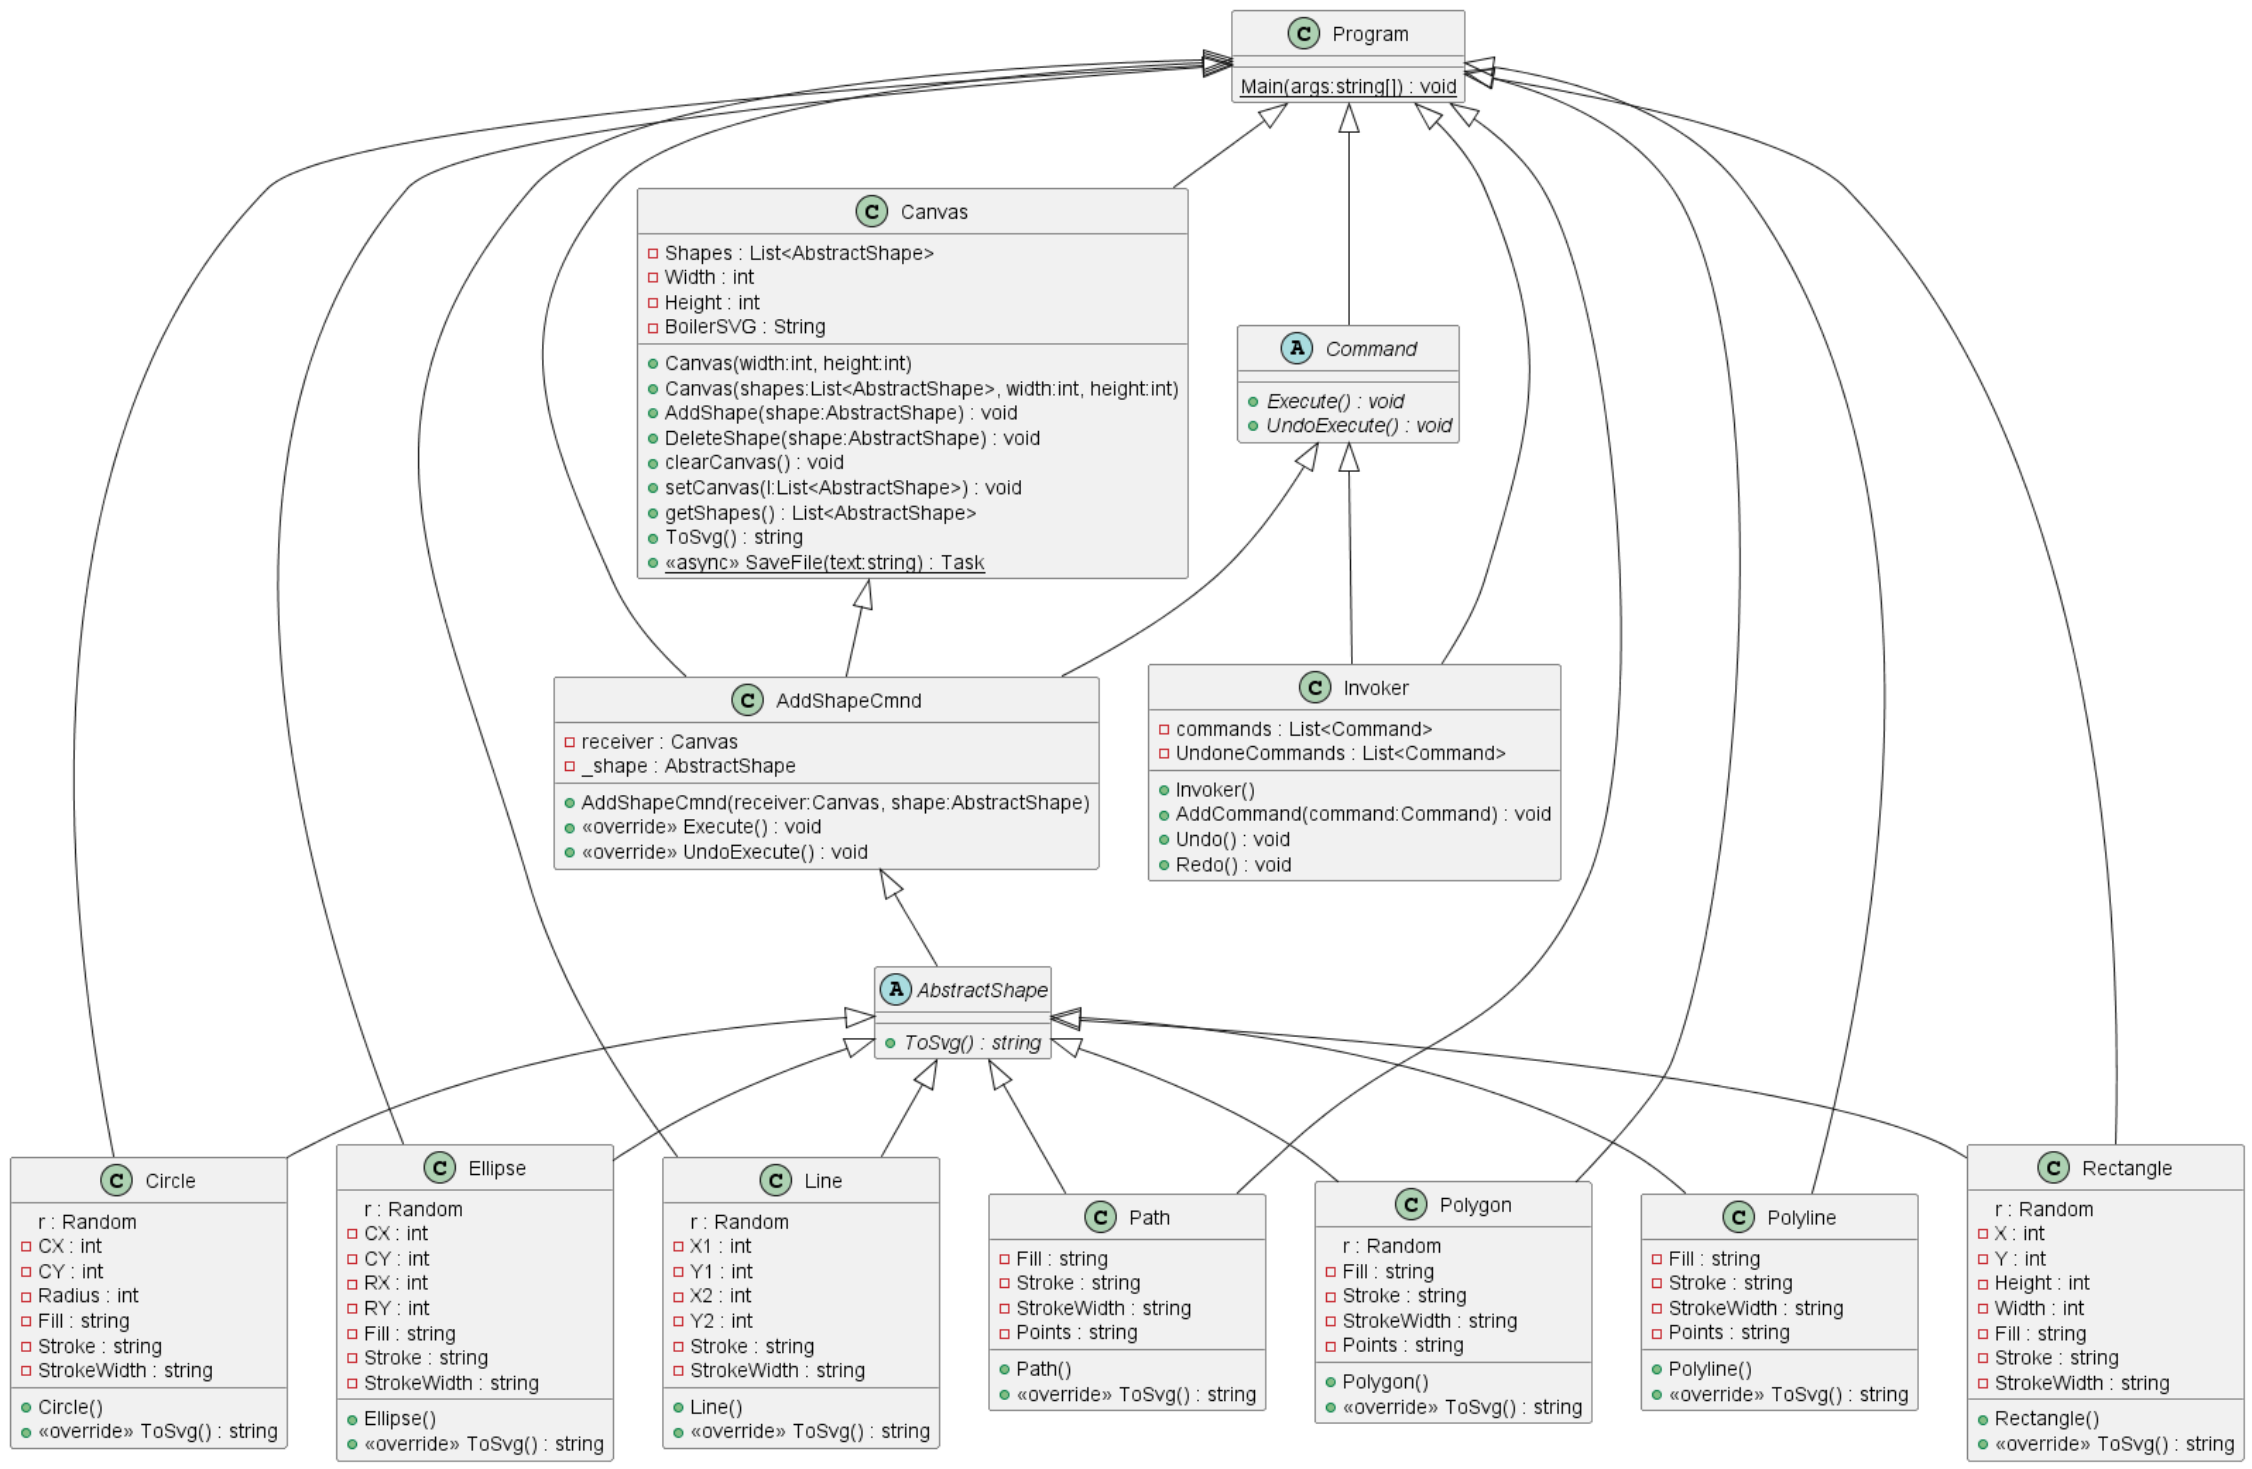 C Program
Main(args:string[]) : void
C Canvas
Shapes : List<AbstractShape>
Width : int
Height : int
BoilerSVG : String
Canvas(width:int, height:int)
Canvas(shapes:List<AbstractShape>, width:int, height:int)
AddShape(shape:AbstractShape) : void
DeleteShape(shape:AbstractShape) : void
clearCanvas() : void
setCanvas(l:List<AbstractShape>) : void
getShapes() : List<AbstractShape>
ToSvg() : string
«async» SaveFile(text:string) : Task
A Command
Execute() : void
UndoExecute() : void
C AddShapeCmnd
receiver : Canvas
_shape : AbstractShape
AddShapeCmnd(receiver:Canvas, shape:AbstractShape)
«override» Execute() : void
«override» UndoExecute() : void
C Invoker
commands : List<Command>
UndoneCommands : List<Command>
Invoker()
AddCommand(command:Command) : void
Undo() : void
Redo() : void
A AbstractShape
ToSvg() : string
C Circle
r : Random
CX : int
CY : int
Radius : int
Fill : string
Stroke : string
StrokeWidth : string
Circle()
«override» ToSvg() : string
C Ellipse
r : Random
CX : int
CY : int
RX : int
RY : int
Fill : string
Stroke : string
StrokeWidth : string
Ellipse()
«override» ToSvg() : string
C Line
r : Random
X1 : int
Y1 : int
X2 : int
Y2 : int
Stroke : string
StrokeWidth : string
Line()
«override» ToSvg() : string
C Path
Fill : string
Stroke : string
StrokeWidth : string
Points : string
Path()
«override» ToSvg() : string
C Polygon
r : Random
Fill : string
Stroke : string
StrokeWidth : string
Points : string
Polygon()
«override» ToSvg() : string
C Polyline
Fill : string
Stroke : string
StrokeWidth : string
Points : string
Polyline()
«override» ToSvg() : string
C Rectangle
r : Random
X : int
Y : int
Height : int
Width : int
Fill : string
Stroke : string
StrokeWidth : string
Rectangle()
«override» ToSvg() : string